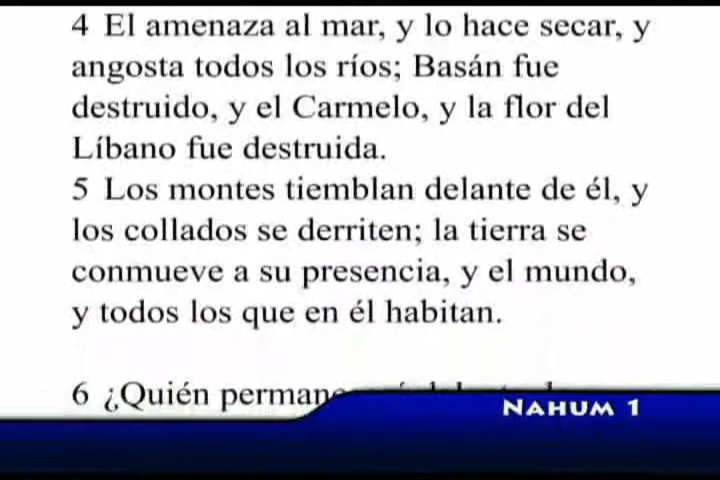 4 El amenaza al mar, y lo hace secar, y
angosta todos los ríos; Basán fue
destruido, y el Carmelo, y la flor del
Líbano fue destruida.
5 Los montes tiemblan delante de él, y
los collados se derriten; la tierra se
conmueve a su presencia, y el mundo,
y todos los que en él habitan.
6 ¿Quién
NAHUM 1